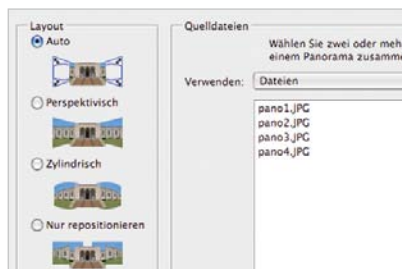 Layout
Auto
Perspektivisch
Zylindrisch
Nur repositionieren
Quelldateien
Wählen Sie zwei oder meh
einem Panorama zusamme
Verwenden: Dateien
pano1.JPG
pano2.JPG
pano3.JPG
pano4.JPG